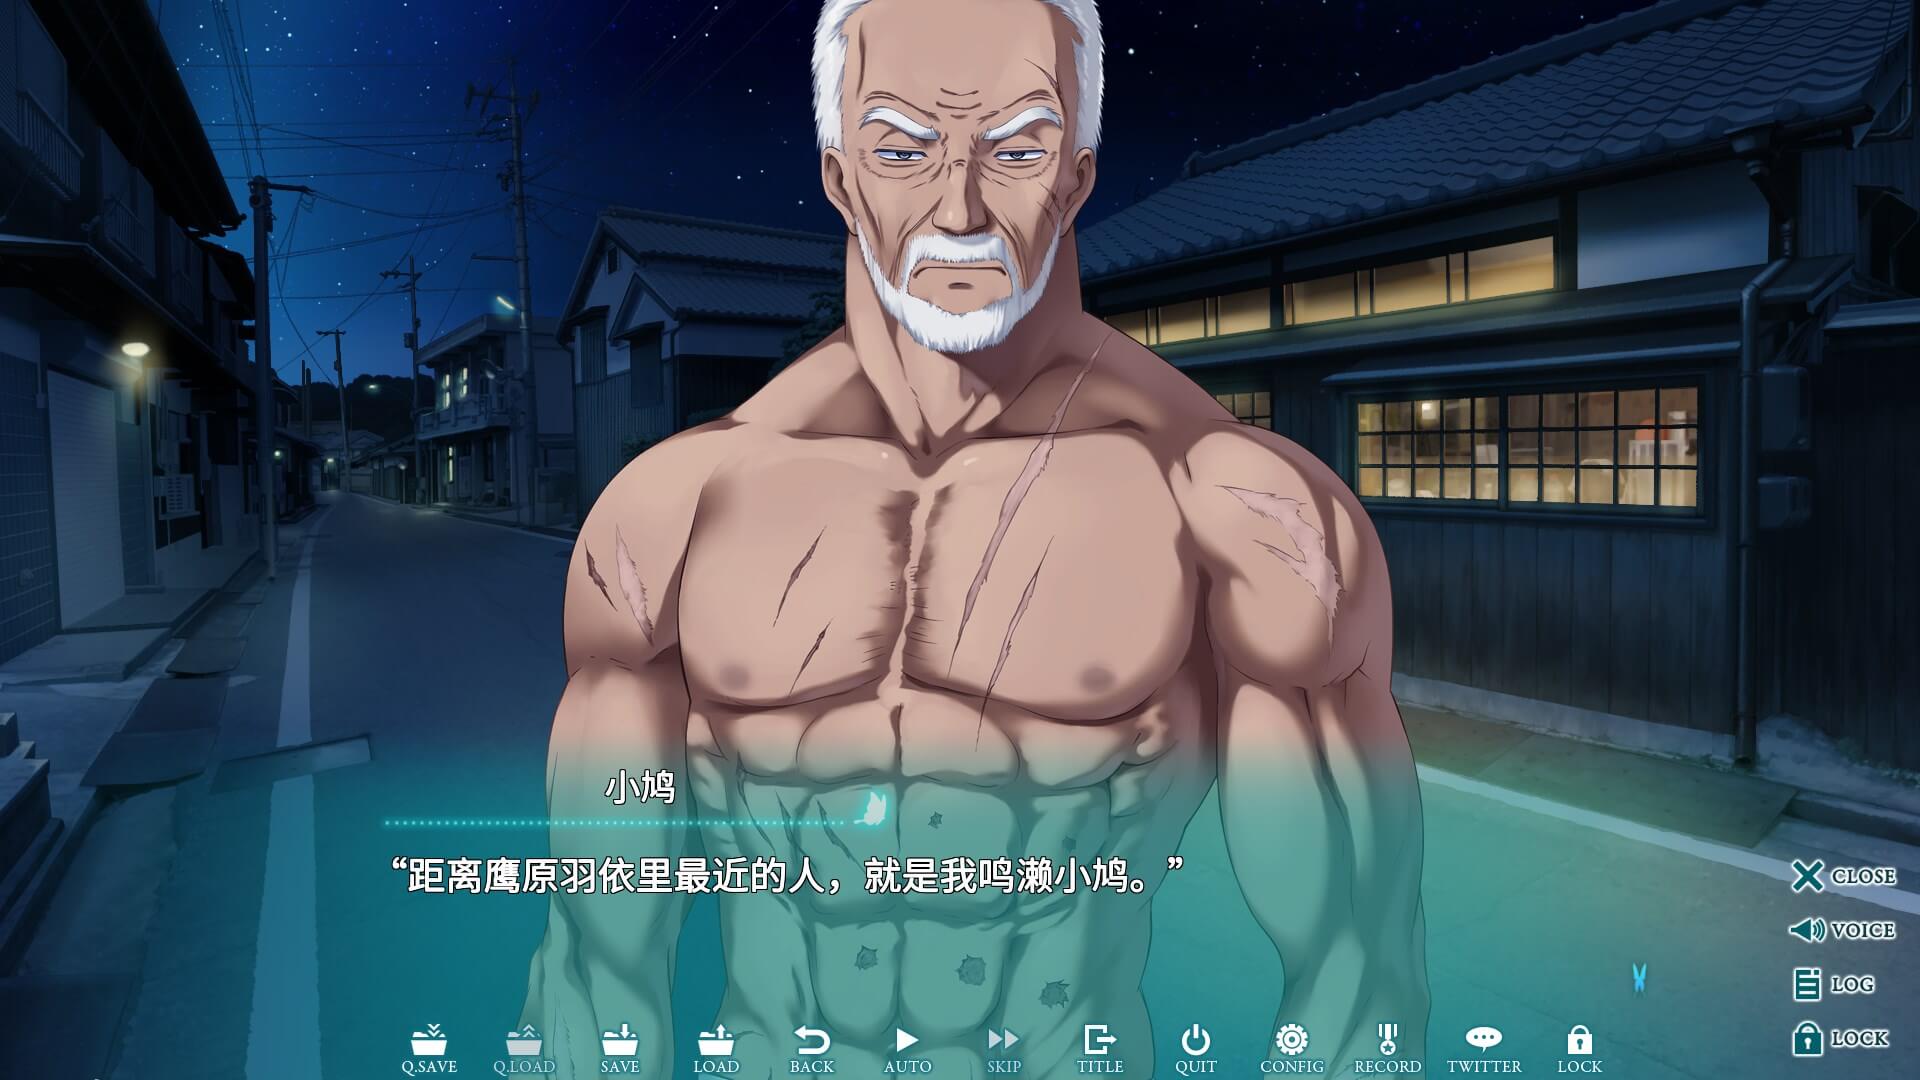 小鸠
“距离鹰原羽依里最近的人，就是我鸣濑小鸠。”
CLOSE
VOICE
LOG
LOCK
Q.SAVE Q.LOAD SAVE LOAD BACK AUTO SKIP TITLE QUIT CONFIG RECORD TWITTER LOCK